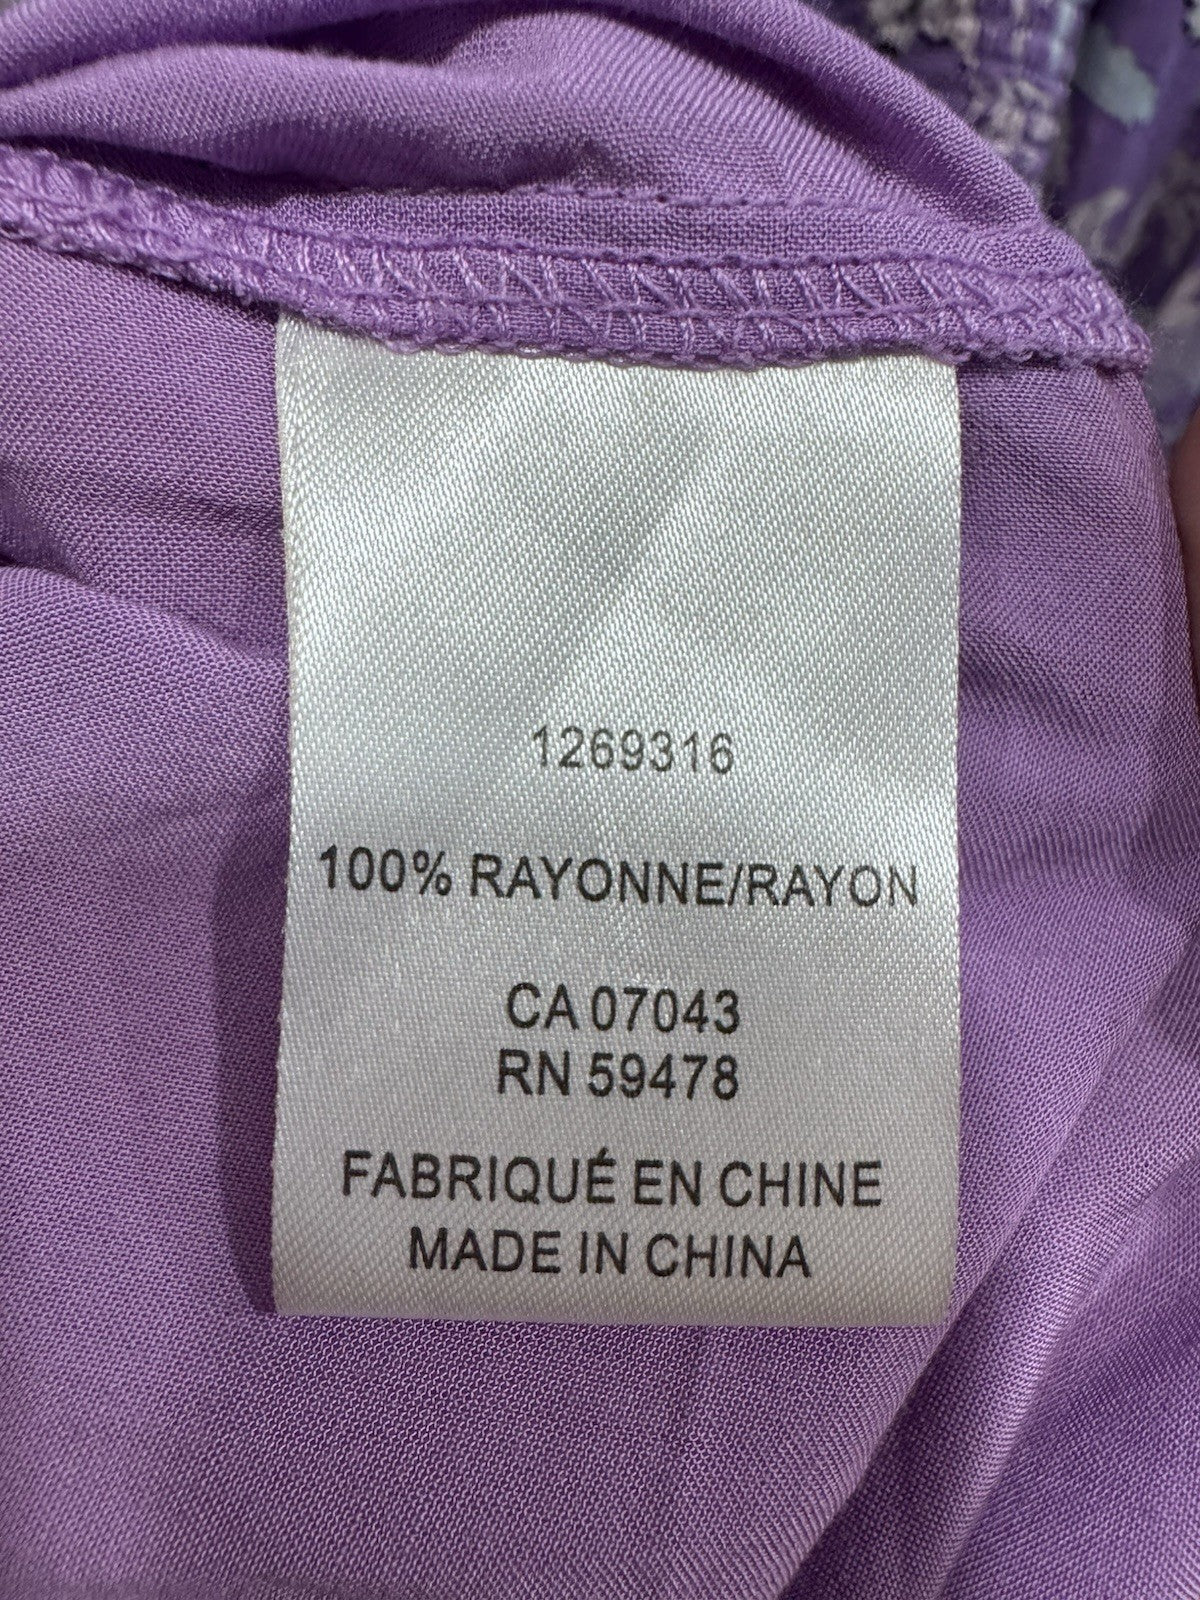 1269316
100% RAYONNE/RAYON
CA 07043
RN 59478
FABRIQUÉ EN CHINE
MADE IN CHINA